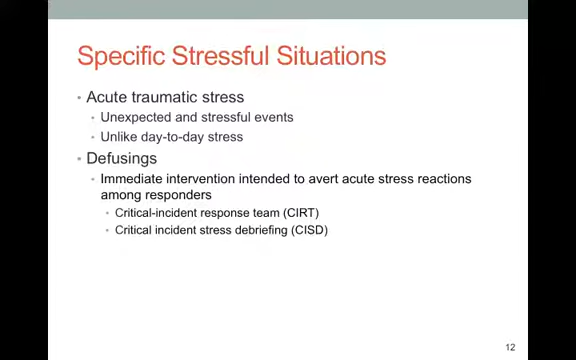 Specific Stressful Situations
• Acute traumatic stress
• Unexpected and stressful events
• Unlike day-to-day stress
• Defusings
• Immediate intervention intended to avert acute stress reactions
among responders
• Critical-incident response team (CIRT)
• Critical incident stress debriefing (CISD)
12